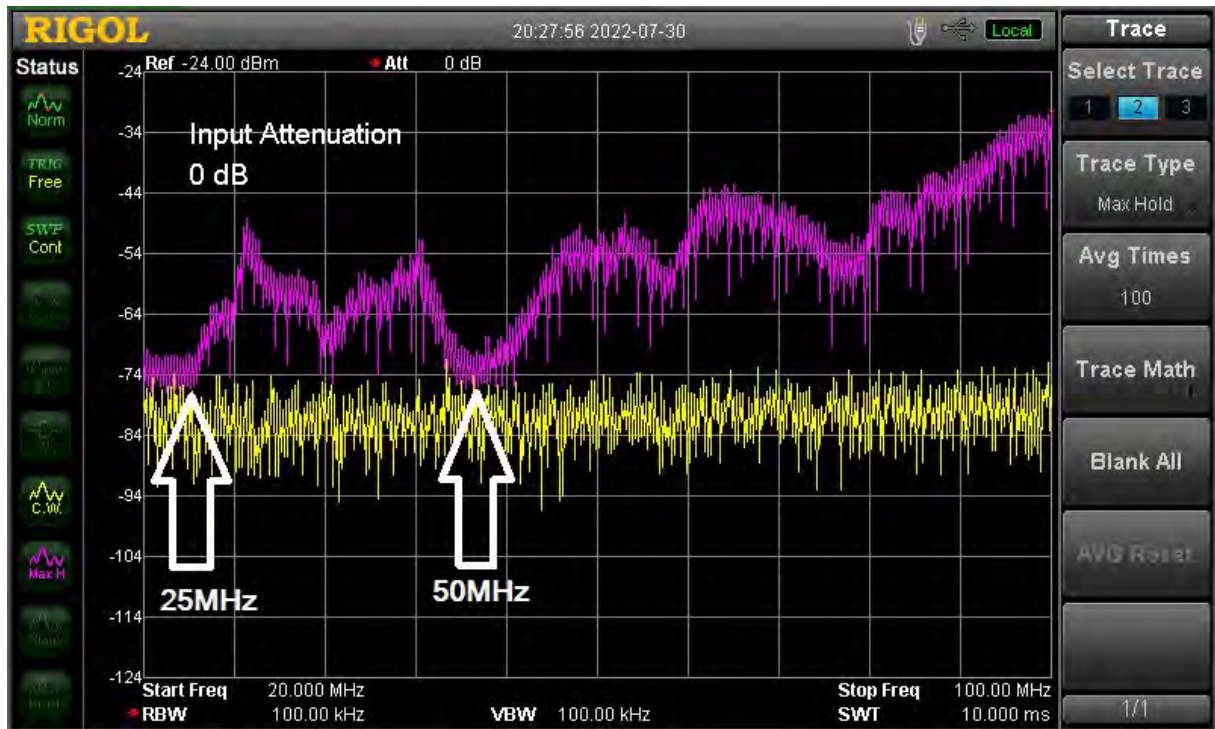 RIGOL
20:27:56 2022-07-30
Local
Trace
Status
Ref -24.00 dBm
Att 0 dB
-24
-34
-44
-54
-64
-74
-84
-94
-104
-114
-124
Input Attenuation
0 dB
Norm
TRIG
Free
SWP
Cont
C.W.
Max H
25MHz
50MHz
Start Freq 20.000 MHz
Stop Freq 100.00 MHz
RBW 100.00 kHz
VBW 100.00 kHz
SWT 10.000 ms
Select Trace
1 2 3
Trace Type
Max Hold
Avg Times
100
Trace Math
Blank All
AVG Reset
1/1